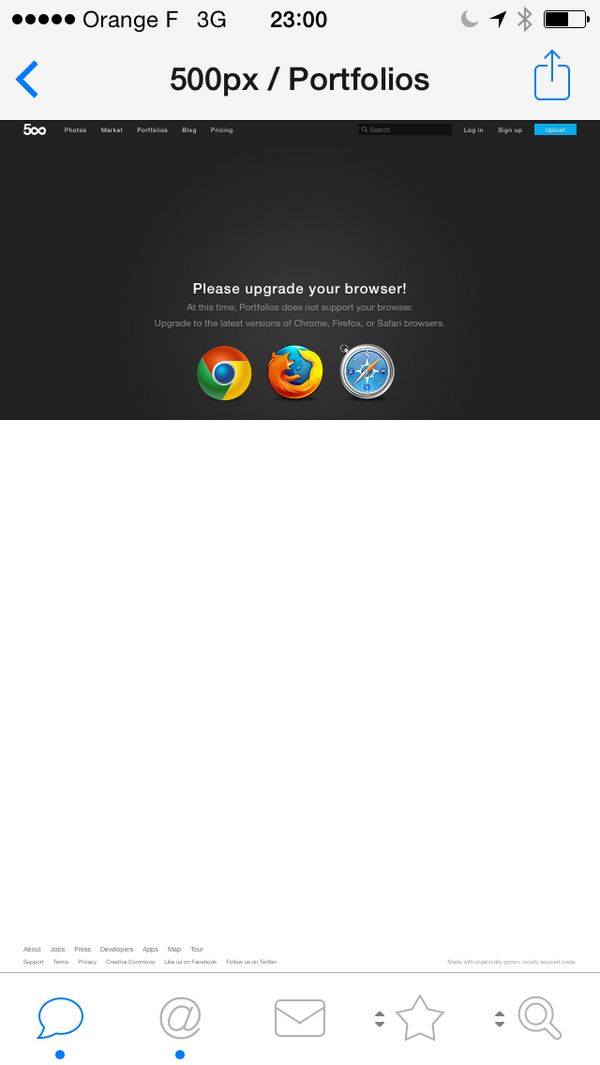 Orange F 3G 23:00
500px / Portfolios
500 Photos Market Portfolios Blog Pricing Search Log in Sign up Upload
Please upgrade your browser!
At this time, Portfolios does not support your browser.
Upgrade to the latest versions of Chrome, Firefox, or Safari browsers.
N
W E
S
About Jobs Press Developers Apps Map Tour
Support Terms Privacy Creative Commons Like us on Facebook Follow us on Twitter Made with organically grown, locally sourced code.
@